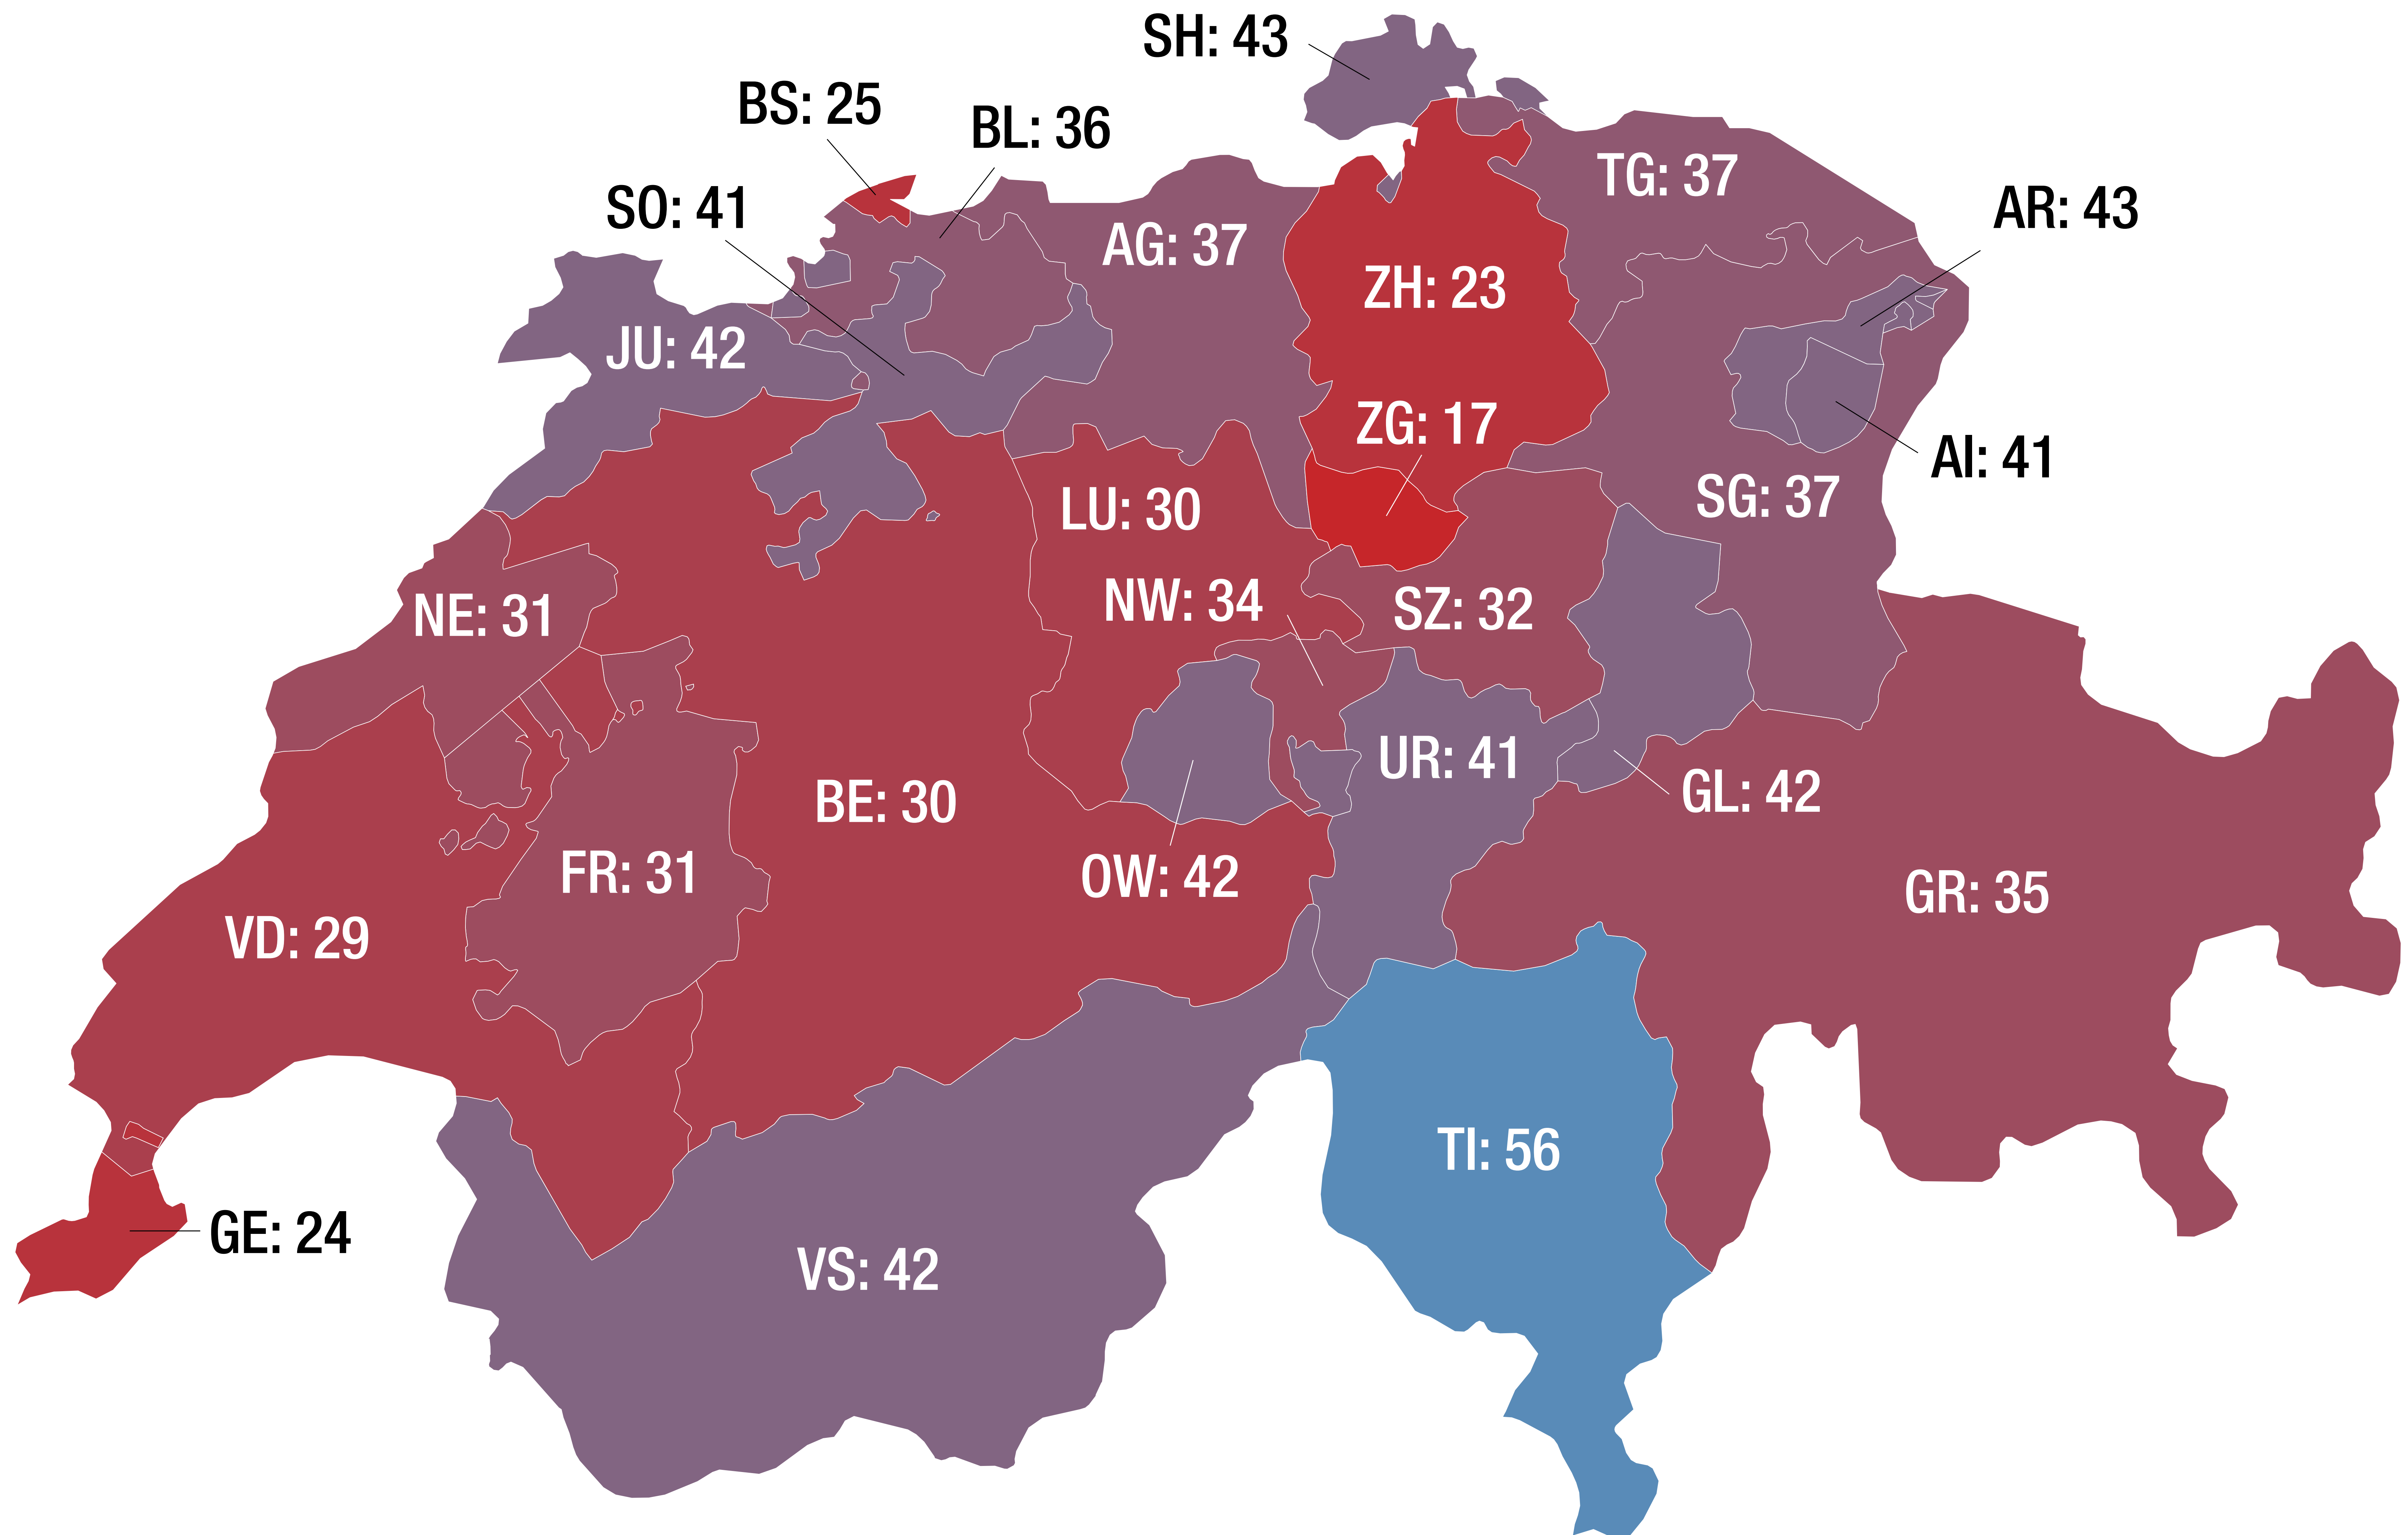 SH: 43
BS: 25
BL: 36
TG: 37
SO: 41
AR: 43
AG: 37
ZH: 23
JU: 42
ZG: 17
AI: 41
LU: 30
SG: 37
NW: 34
SZ: 32
NE: 31
UR: 41
GL: 42
BE: 30
FR: 31
OW: 42
GR: 35
VD: 29
TI: 56
GE: 24
VS: 42